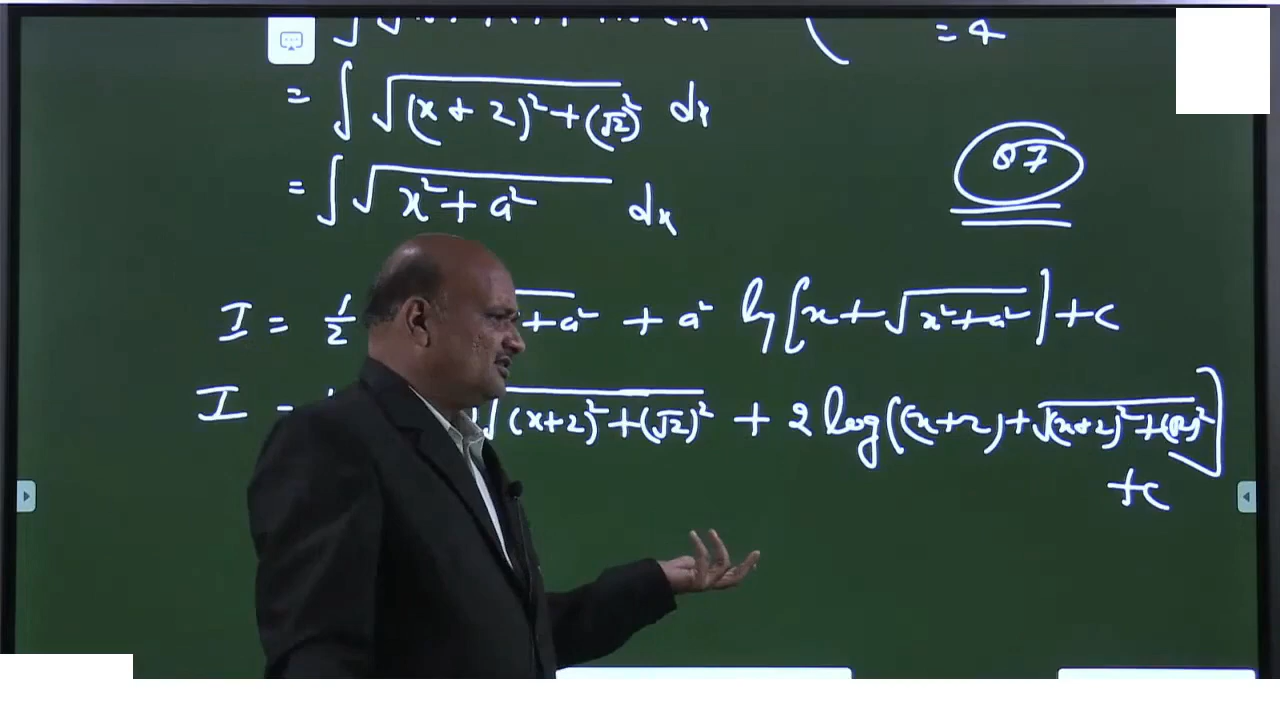 = 4
= ∫ √(x + 2)² + (√2)² dx
= ∫ √x² + a² dx
07
I = 1/2 + a² + a² log[x + √x² + a²] + c
I = √(x+2)² + (√2)² + 2 log((x+2) + √(x+2)² + (√2)²]
+c